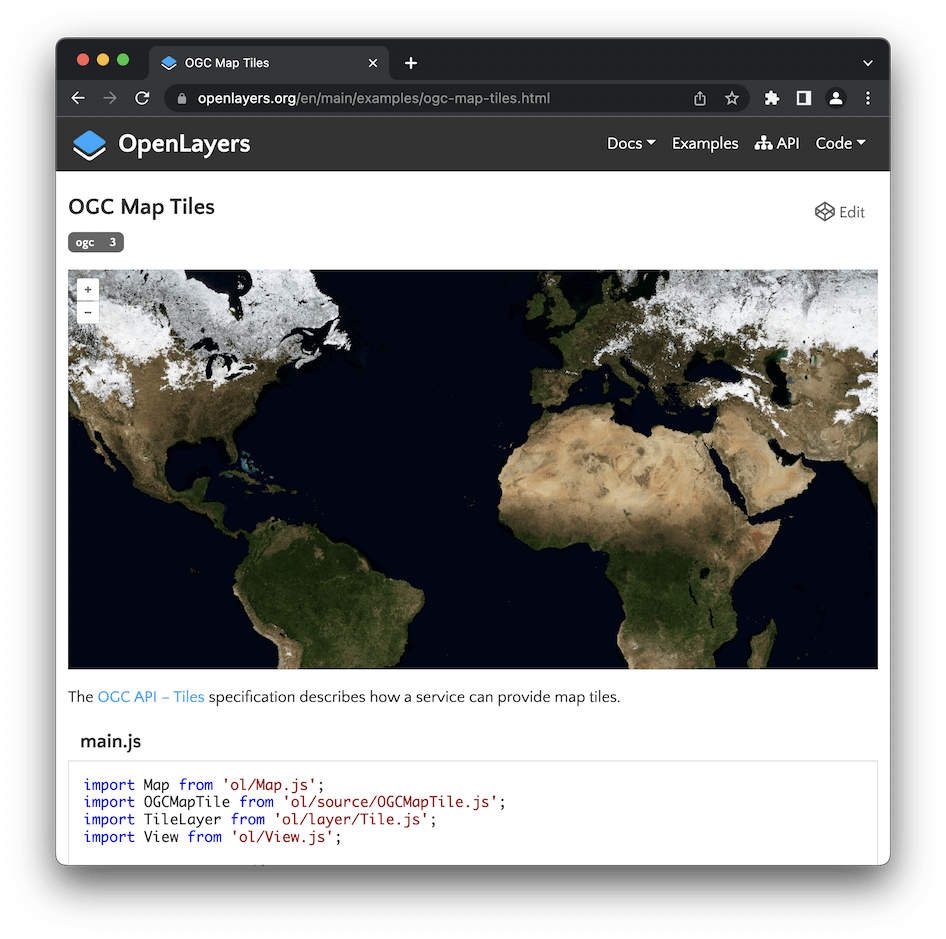 OGC Map Tiles
openlayers.org/en/main/examples/ogc-map-tiles.html
OpenLayers
Docs Examples API Code
OGC Map Tiles
Edit
ogc 3
+
−
The OGC API – Tiles specification describes how a service can provide map tiles.
main.js
import Map from 'ol/Map.js';
import OGCMapTile from 'ol/source/OGCMapTile.js';
import TileLayer from 'ol/layer/Tile.js';
import View from 'ol/View.js';